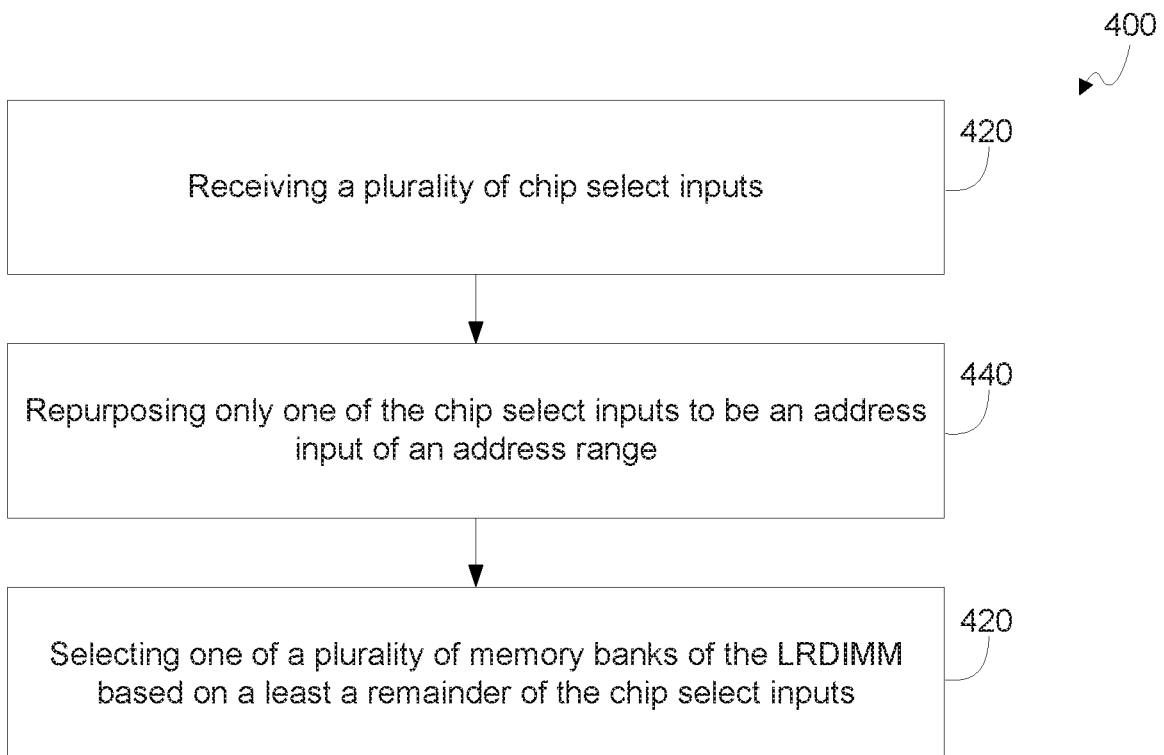 400
420
Receiving a plurality of chip select inputs
440
Repurposing only one of the chip select inputs to be an address
input of an address range
420
Selecting one of a plurality of memory banks of the LRDIMM
based on a least a remainder of the chip select inputs